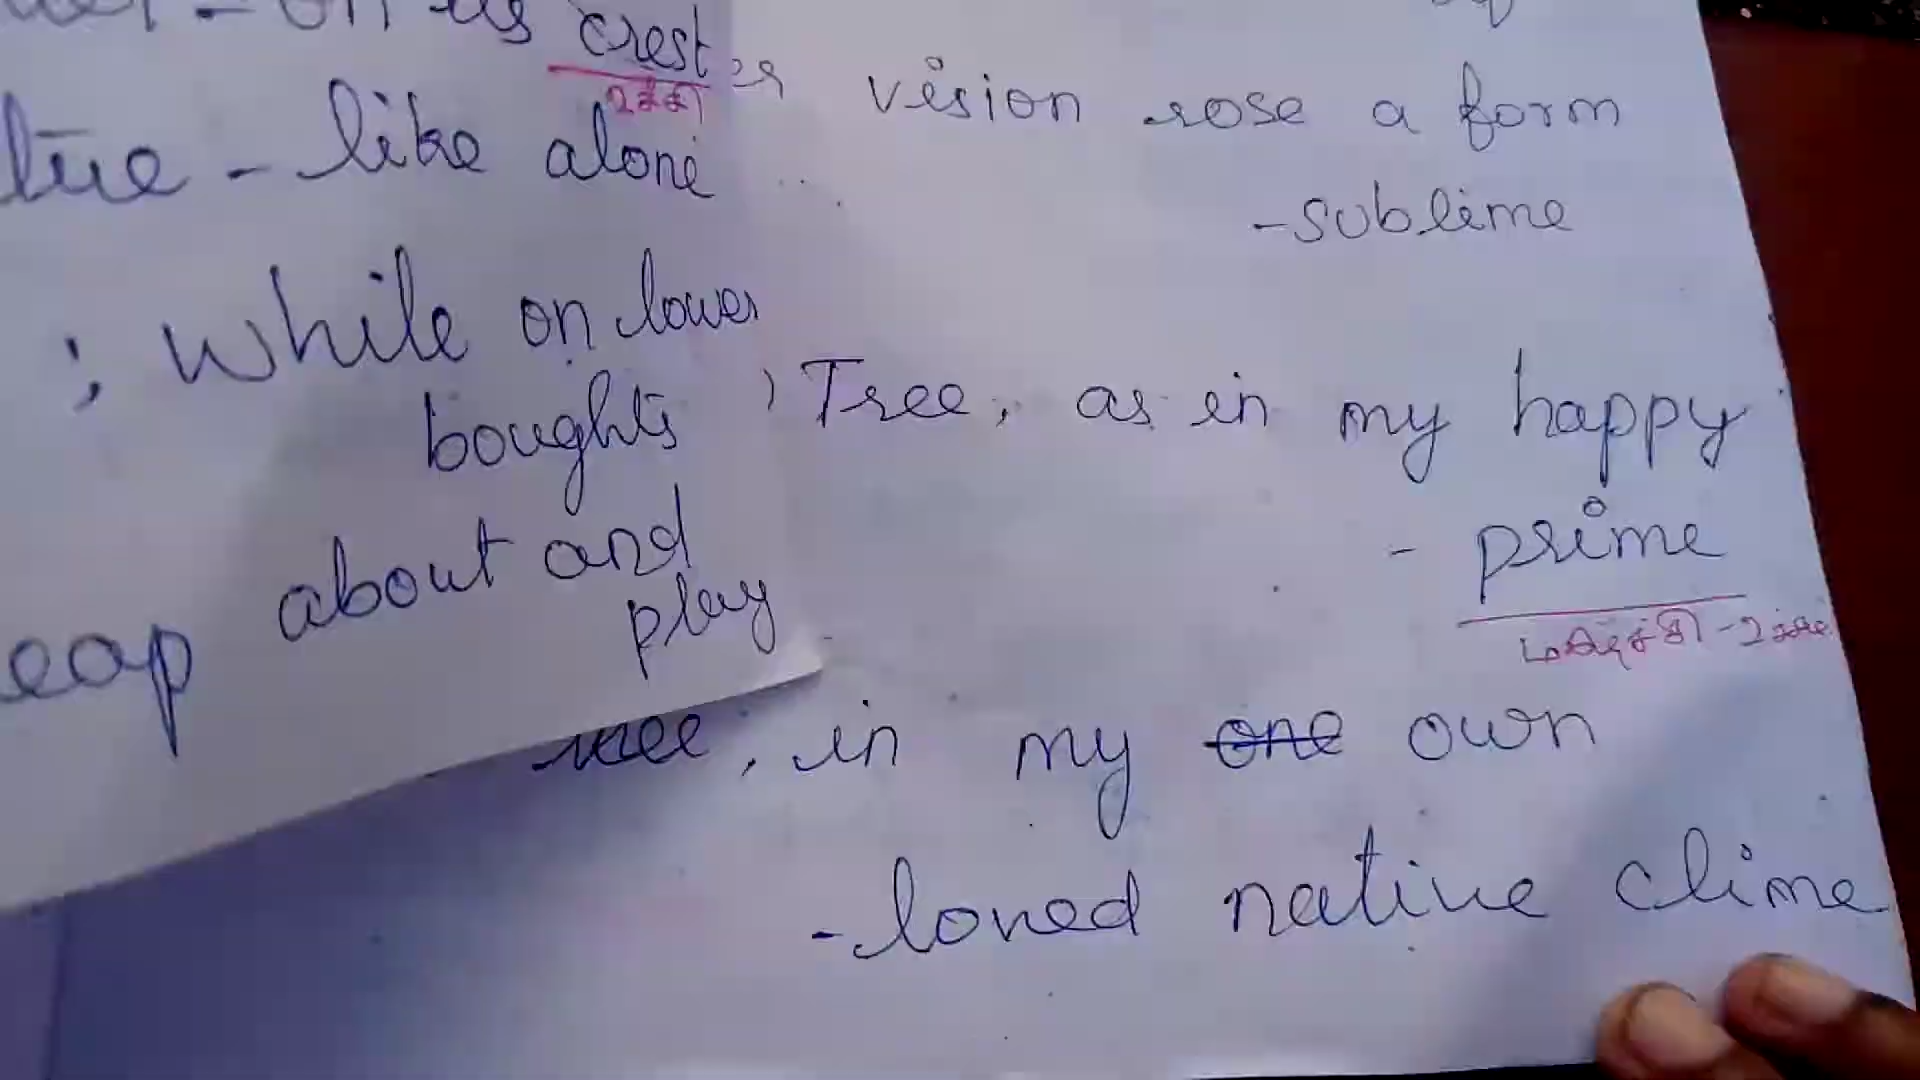 crest
உச்சி
like alone
; while on lower
boughts
about and
play
vision rose a form
-sublime
Tree, as in my happy
- prime
in my one own
-loved native clime